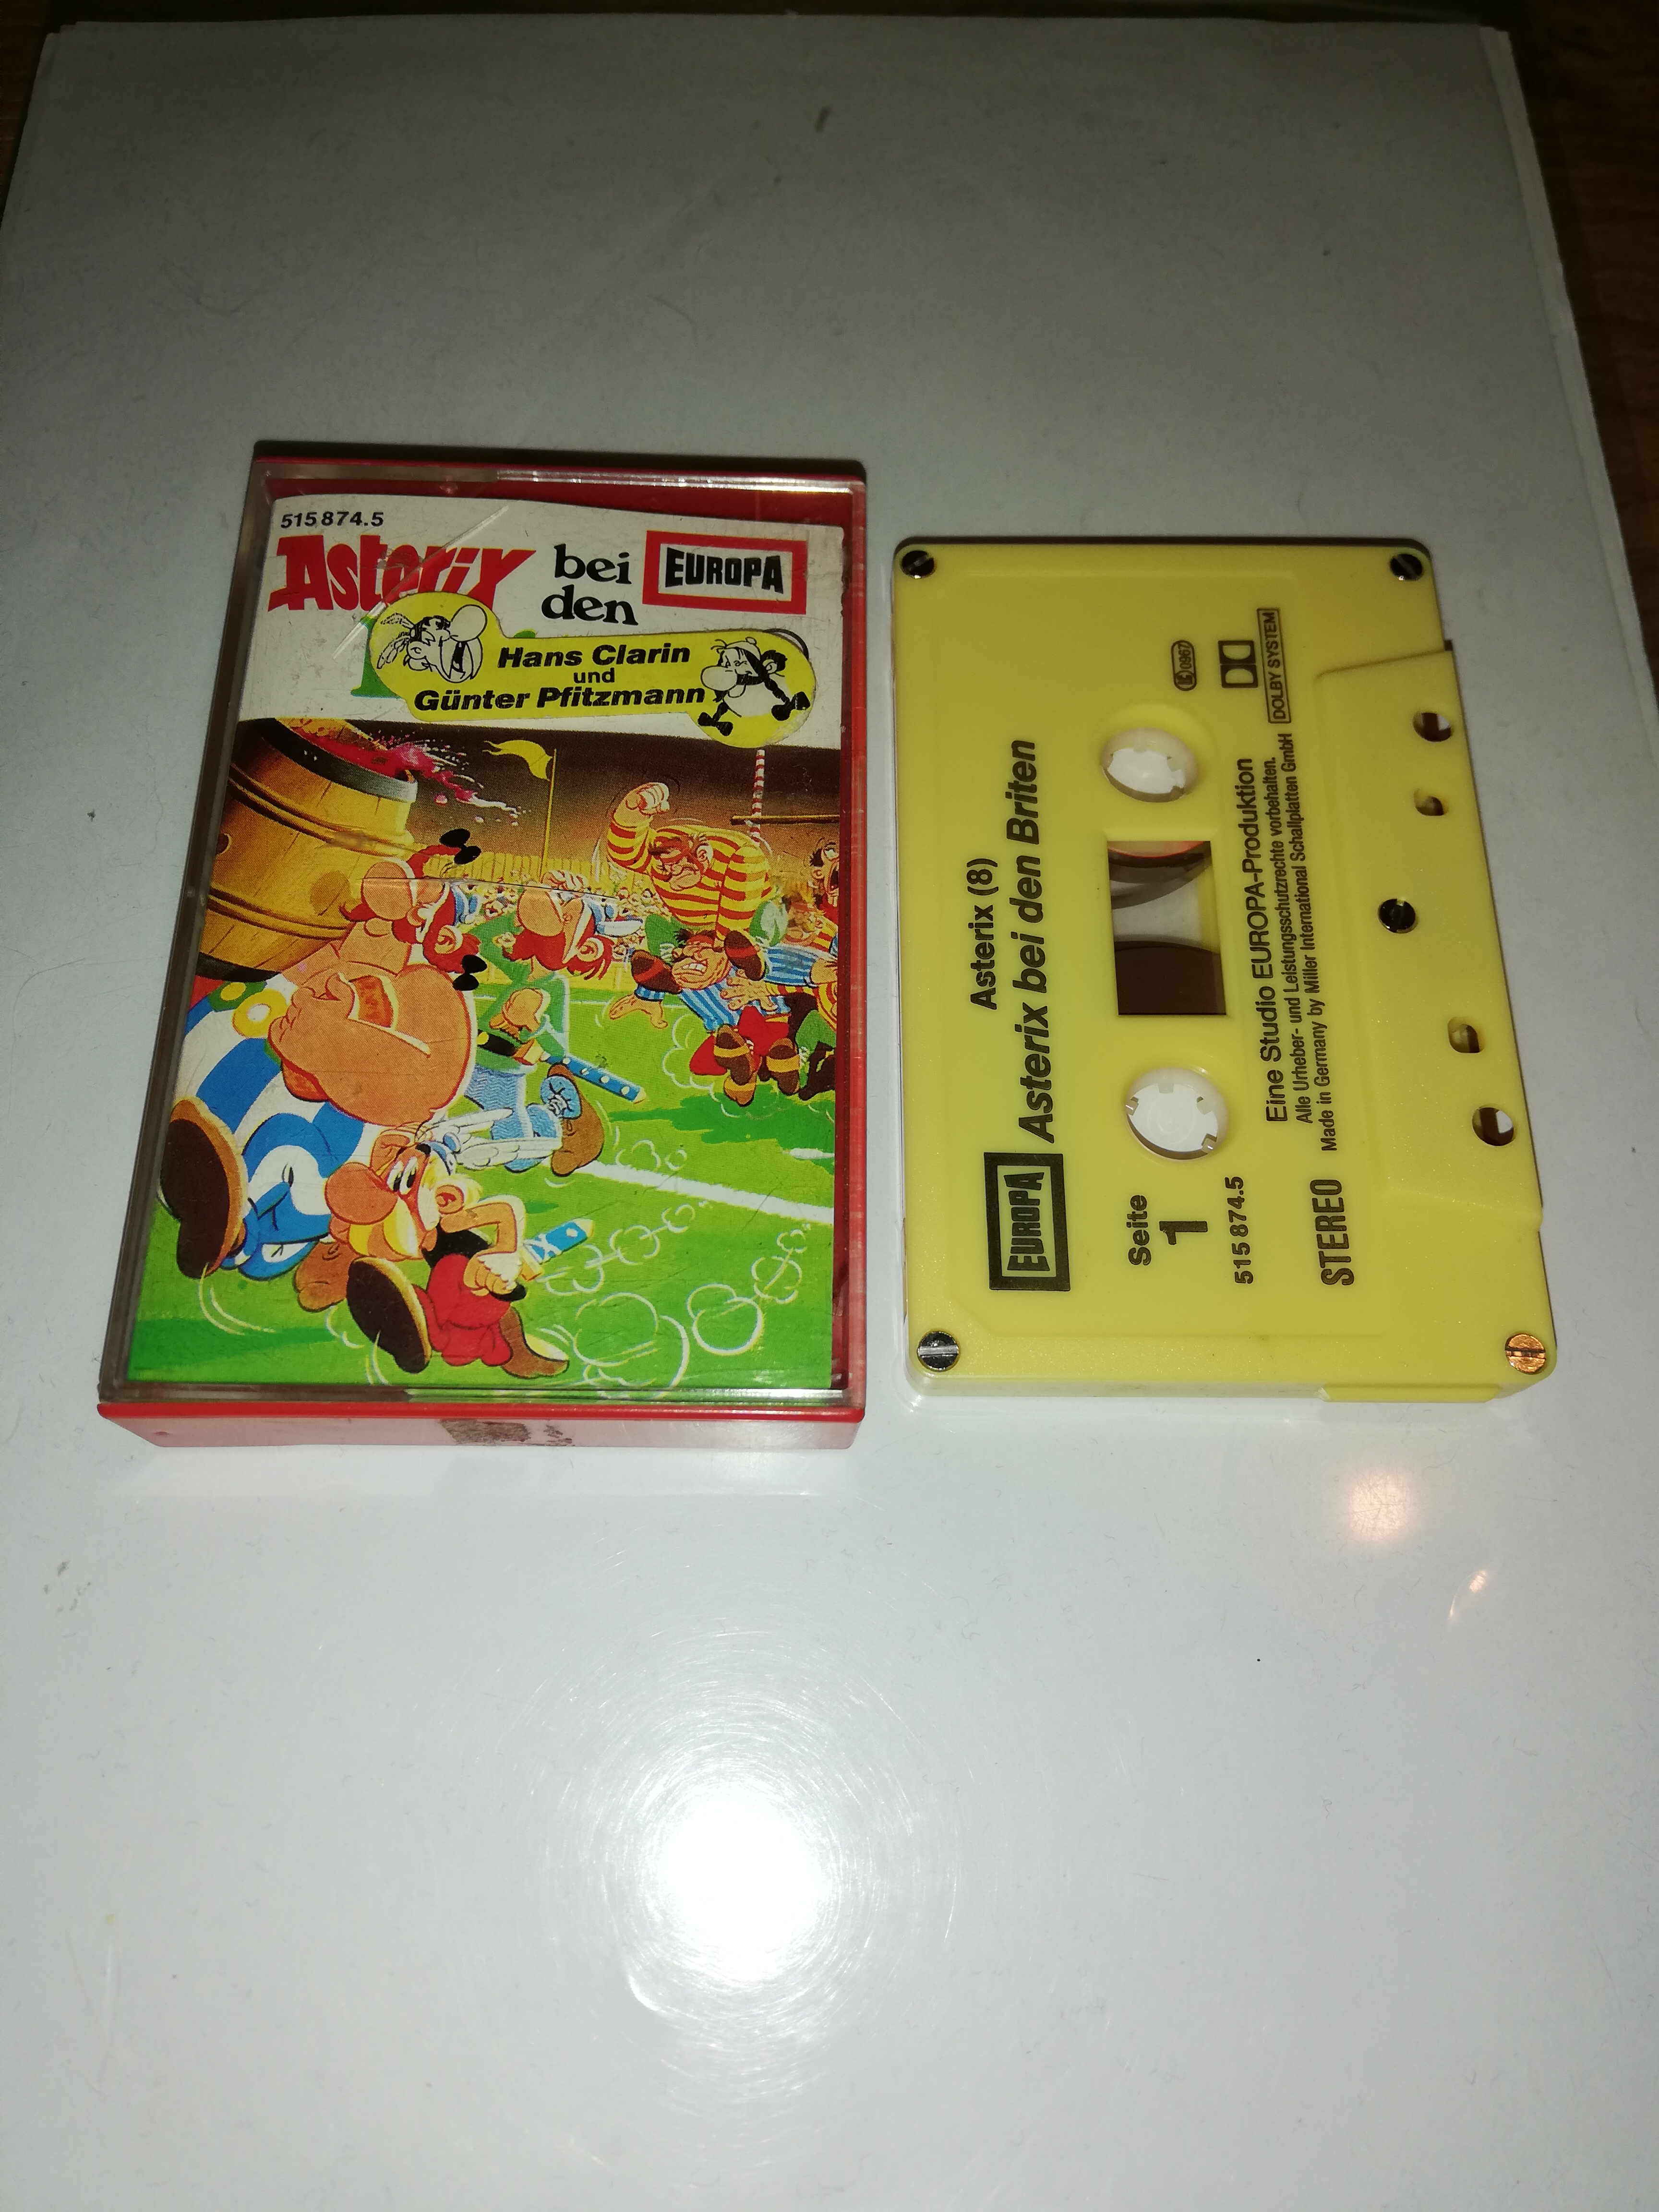 515 874.5
Asterix bei den
EUROPA
Hans Clarin
und
Günter Pfitzmann
Asterix (8)
EUROPA Asterix bei den Briten
Seite
1
515 874.5
0967
DOLBY SYSTEM
Eine Studio EUROPA-Produktion
Alle Urheber- und Leistungsschutzrechte vorbehalten.
Made in Germany by Miller International Schallplatten GmbH
STEREO